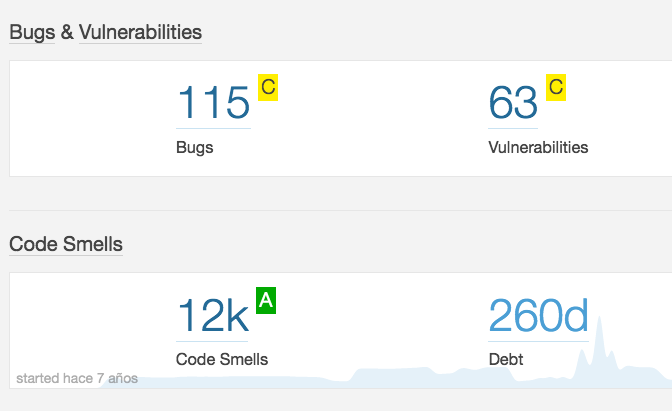 Bugs & Vulnerabilities
115 C 63 C
Bugs Vulnerabilities
Code Smells
12k A 260d
Code Smells Debt
started hace 7 años